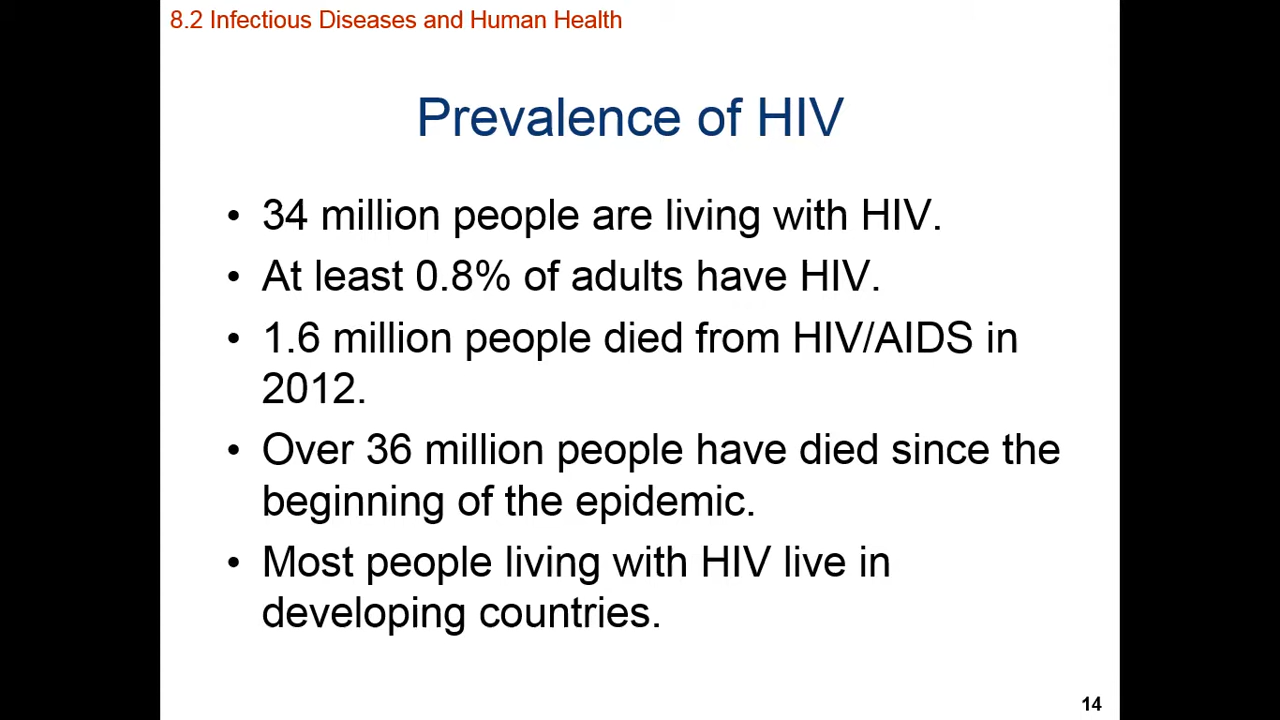 8.2 Infectious Diseases and Human Health
Prevalence of HIV
• 34 million people are living with HIV.
• At least 0.8% of adults have HIV.
• 1.6 million people died from HIV/AIDS in
2012.
• Over 36 million people have died since the
beginning of the epidemic.
• Most people living with HIV live in
developing countries.
14